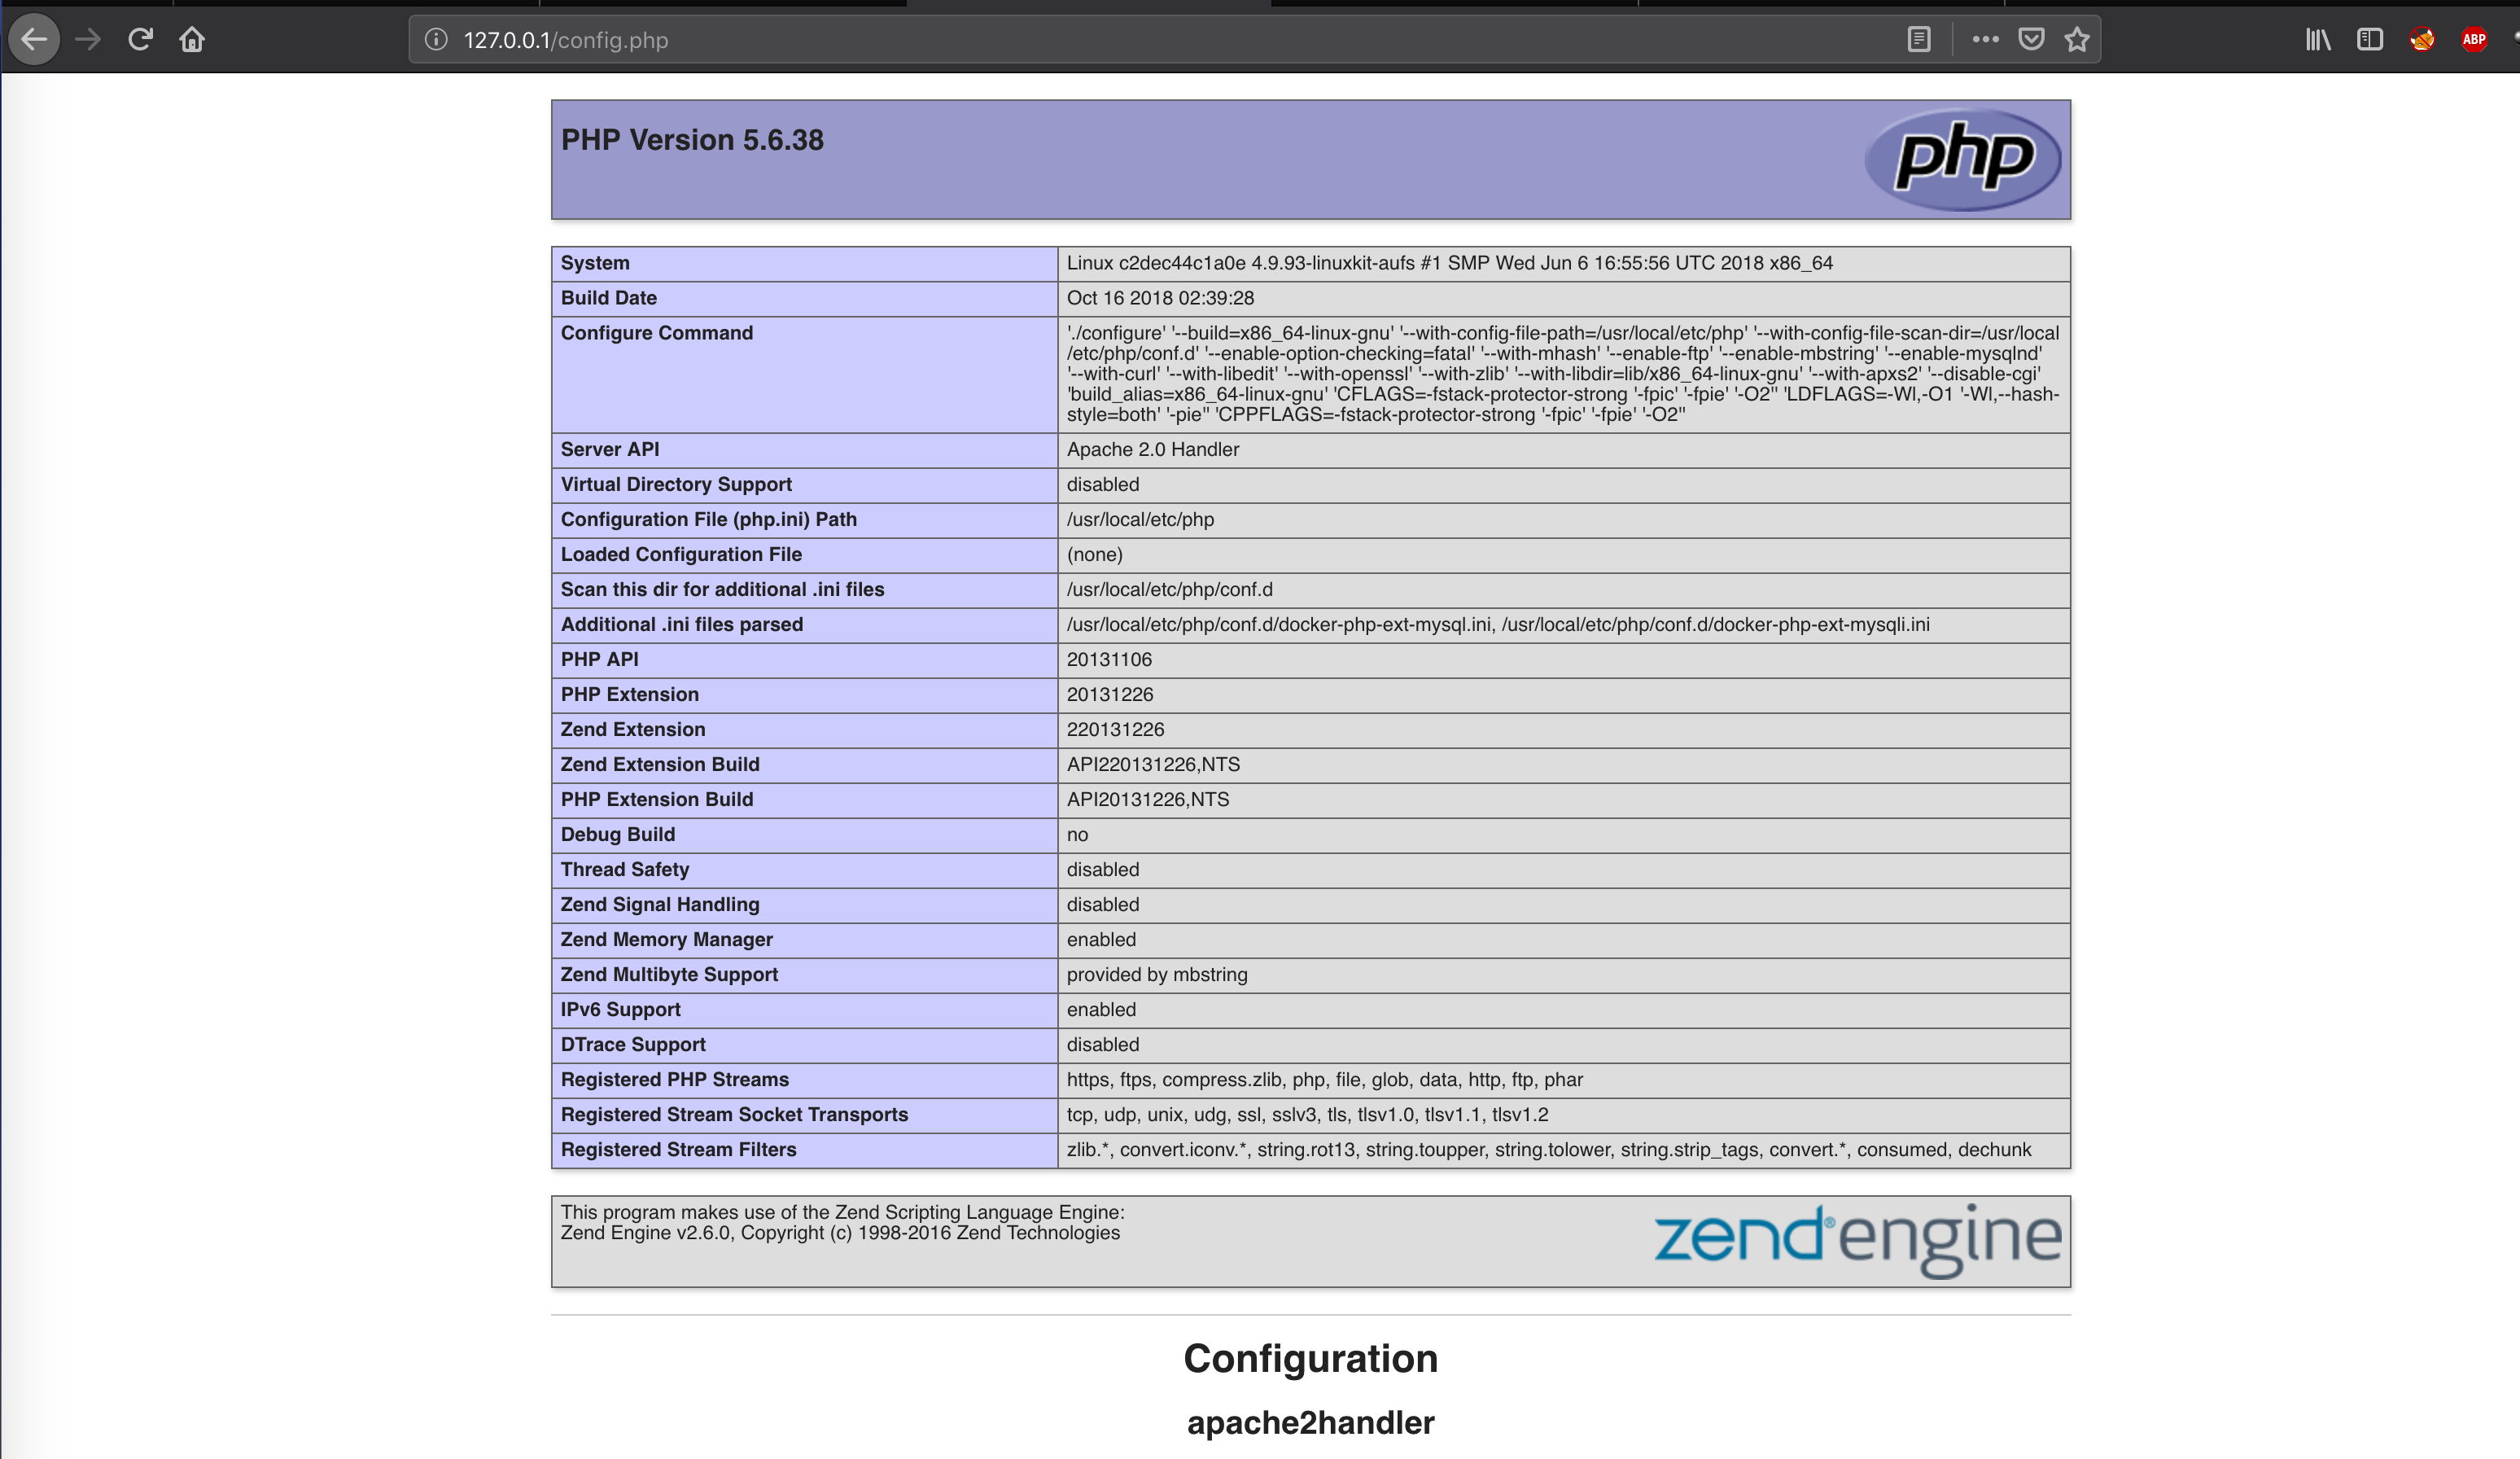 127.0.0.1/config.php
ABP
PHP Version 5.6.38
php
System Linux c2dec44c1a0e 4.9.93-linuxkit-aufs #1 SMP Wed Jun 6 16:55:56 UTC 2018 x86_64
Build Date Oct 16 2018 02:39:28
Configure Command './configure' '--build=x86_64-linux-gnu' '--with-config-file-path=/usr/local/etc/php' '--with-config-file-scan-dir=/usr/local
/etc/php/conf.d' '--enable-option-checking=fatal' '--with-mhash' '--enable-ftp' '--enable-mbstring' '--enable-mysqlnd'
'--with-curl' '--with-libedit' '--with-openssl' '--with-zlib' '--with-libdir=lib/x86_64-linux-gnu' '--with-apxs2' '--disable-cgi'
'build_alias=x86_64-linux-gnu' 'CFLAGS=-fstack-protector-strong '-fpic' '-fpie' '-O2'' 'LDFLAGS=-Wl,-O1 '-Wl,--hash-
style=both' '-pie'' 'CPPFLAGS=-fstack-protector-strong '-fpic' '-fpie' '-O2''
Server API Apache 2.0 Handler
Virtual Directory Support disabled
Configuration File (php.ini) Path /usr/local/etc/php
Loaded Configuration File (none)
Scan this dir for additional .ini files /usr/local/etc/php/conf.d
Additional .ini files parsed /usr/local/etc/php/conf.d/docker-php-ext-mysql.ini, /usr/local/etc/php/conf.d/docker-php-ext-mysqli.ini
PHP API 20131106
PHP Extension 20131226
Zend Extension 220131226
Zend Extension Build API220131226,NTS
PHP Extension Build API20131226,NTS
Debug Build no
Thread Safety disabled
Zend Signal Handling disabled
Zend Memory Manager enabled
Zend Multibyte Support provided by mbstring
IPv6 Support enabled
DTrace Support disabled
Registered PHP Streams https, ftps, compress.zlib, php, file, glob, data, http, ftp, phar
Registered Stream Socket Transports tcp, udp, unix, udg, ssl, sslv3, tls, tlsv1.0, tlsv1.1, tlsv1.2
Registered Stream Filters zlib.*, convert.iconv.*, string.rot13, string.toupper, string.tolower, string.strip_tags, convert.*, consumed, dechunk
This program makes use of the Zend Scripting Language Engine:
Zend Engine v2.6.0, Copyright (c) 1998-2016 Zend Technologies
zend® engine
Configuration
apache2handler